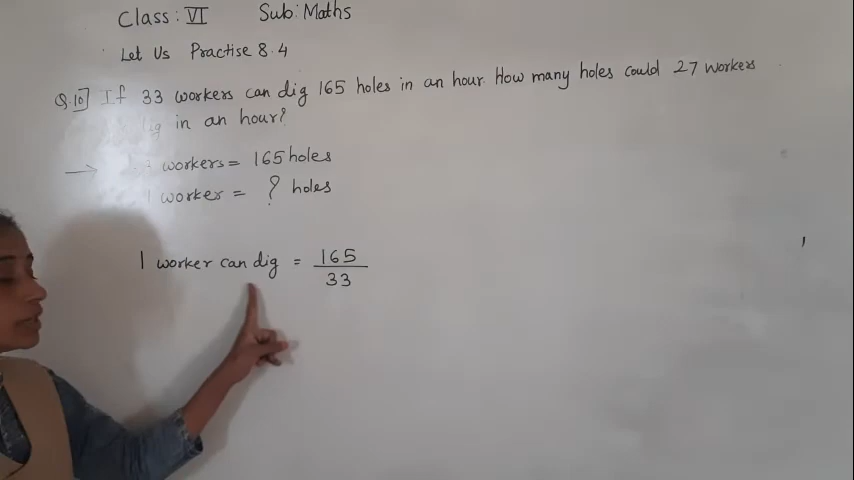 Class: VI Sub: Maths
Let Us Practise 8.4
Q.10] If 33 workers can dig 165 holes in an hour. How many holes could 27 workers
dig in an hour?
→ workers = 165 holes
1 worker = ? holes
1 worker can dig = 165
33